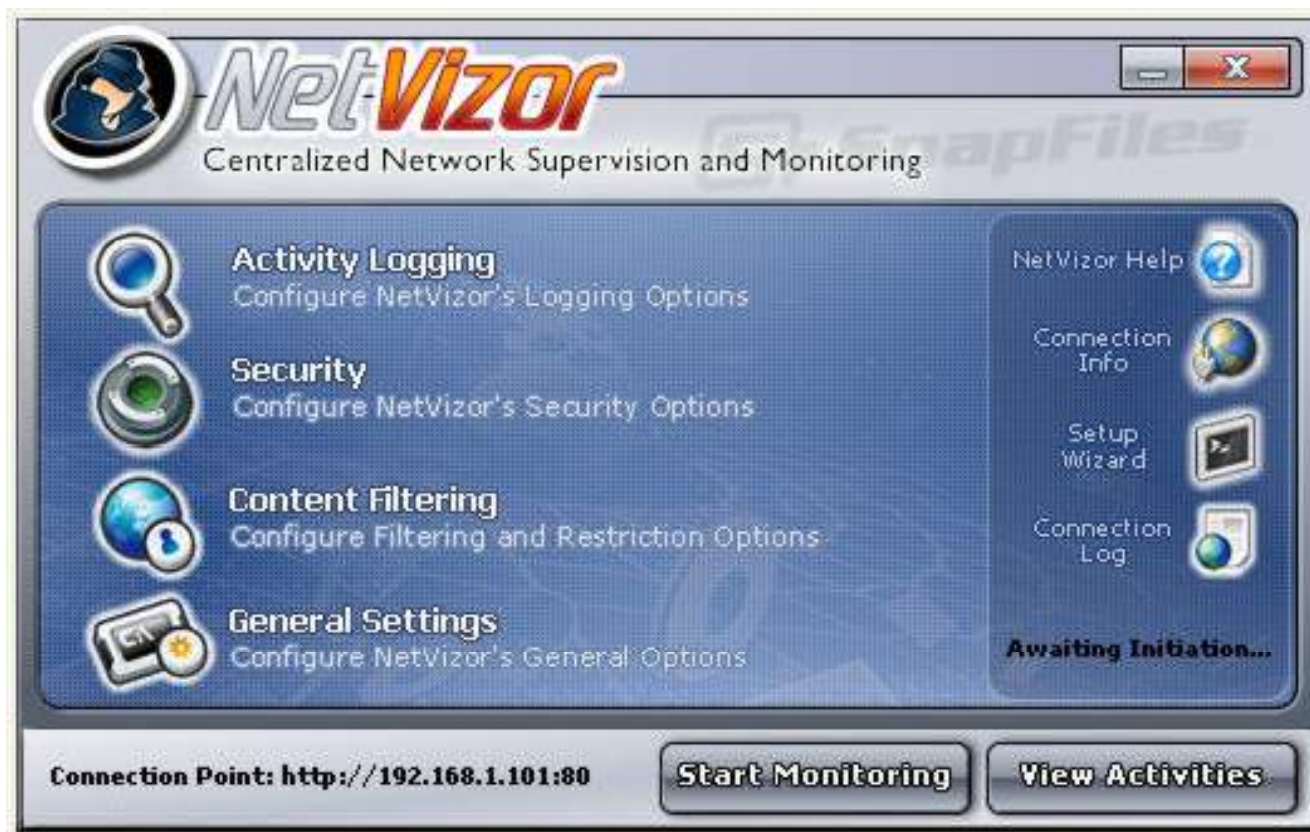 NetVizor
SnapFiles
Centralized Network Supervision and Monitoring
Activity Logging
Configure NetVizor's Logging Options
Security
Configure NetVizor's Security Options
Content Filtering
Configure Filtering and Restriction Options
General Settings
Configure NetVizor's General Options
NetVizor Help
Connection
Info
Setup
Wizard
Connection
Log
Awaiting Initiation...
Connection Point: http://192.168.1.101:80
Start Monitoring
View Activities